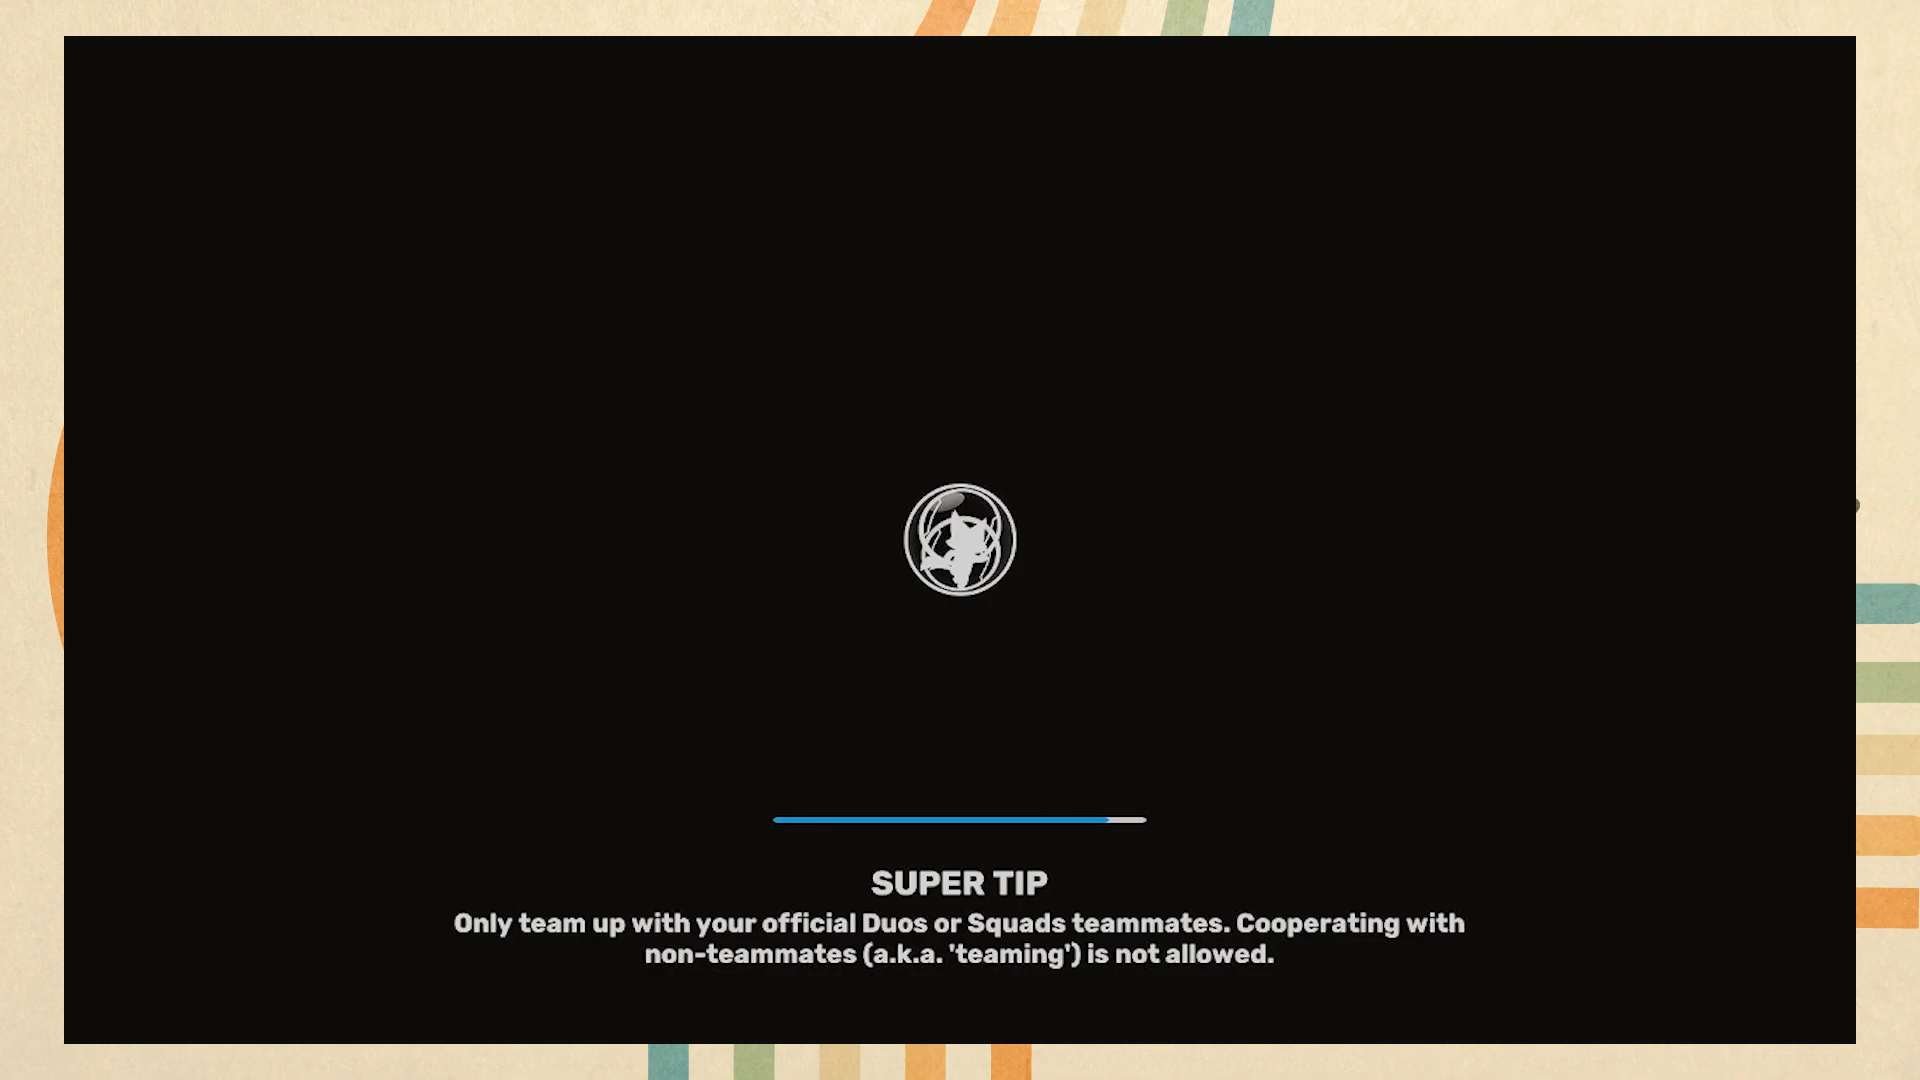 SUPER TIP
Only team up with your official Duos or Squads teammates. Cooperating with
non-teammates (a.k.a. 'teaming') is not allowed.